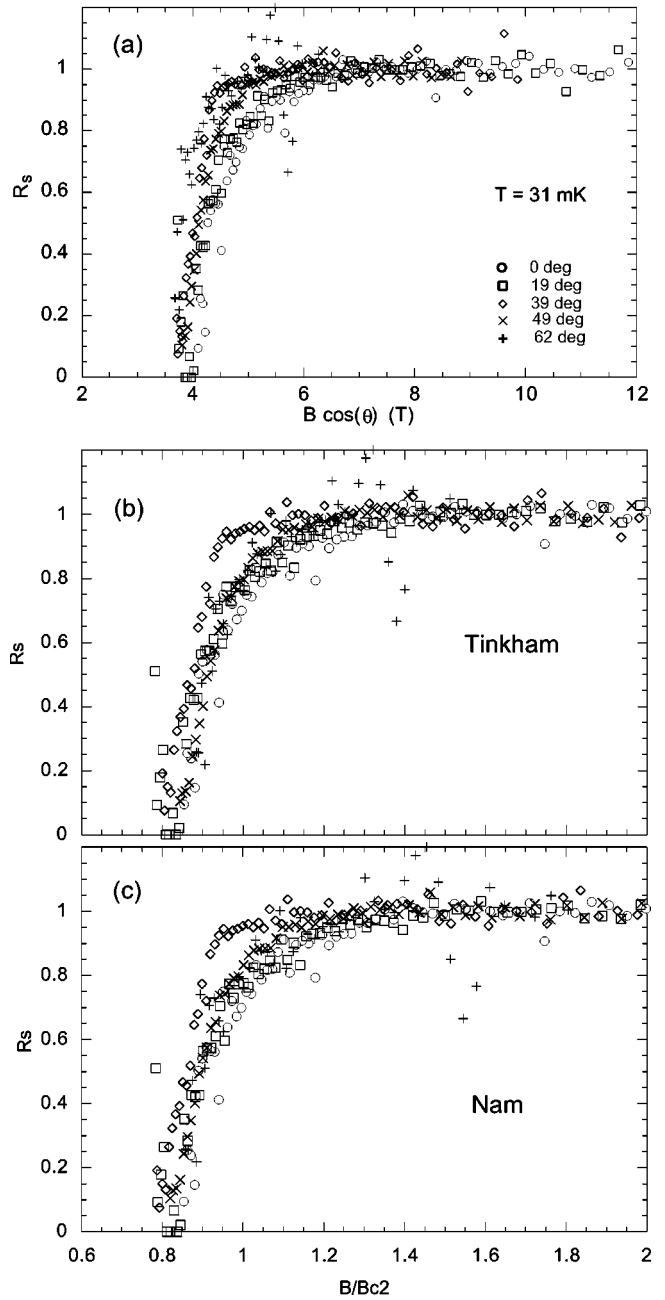 (a)
1
0.8
0.6
0.4
0.2
0
Rs
T = 31 mK
0 deg
19 deg
39 deg
49 deg
62 deg
2 4 6 8 10 12
B cos(θ) (T)
(b)
1
0.8
0.6
0.4
0.2
0
Rs
Tinkham
(c)
1
0.8
0.6
0.4
0.2
0
Rs
Nam
0.6 0.8 1 1.2 1.4 1.6 1.8 2
B/Bc2